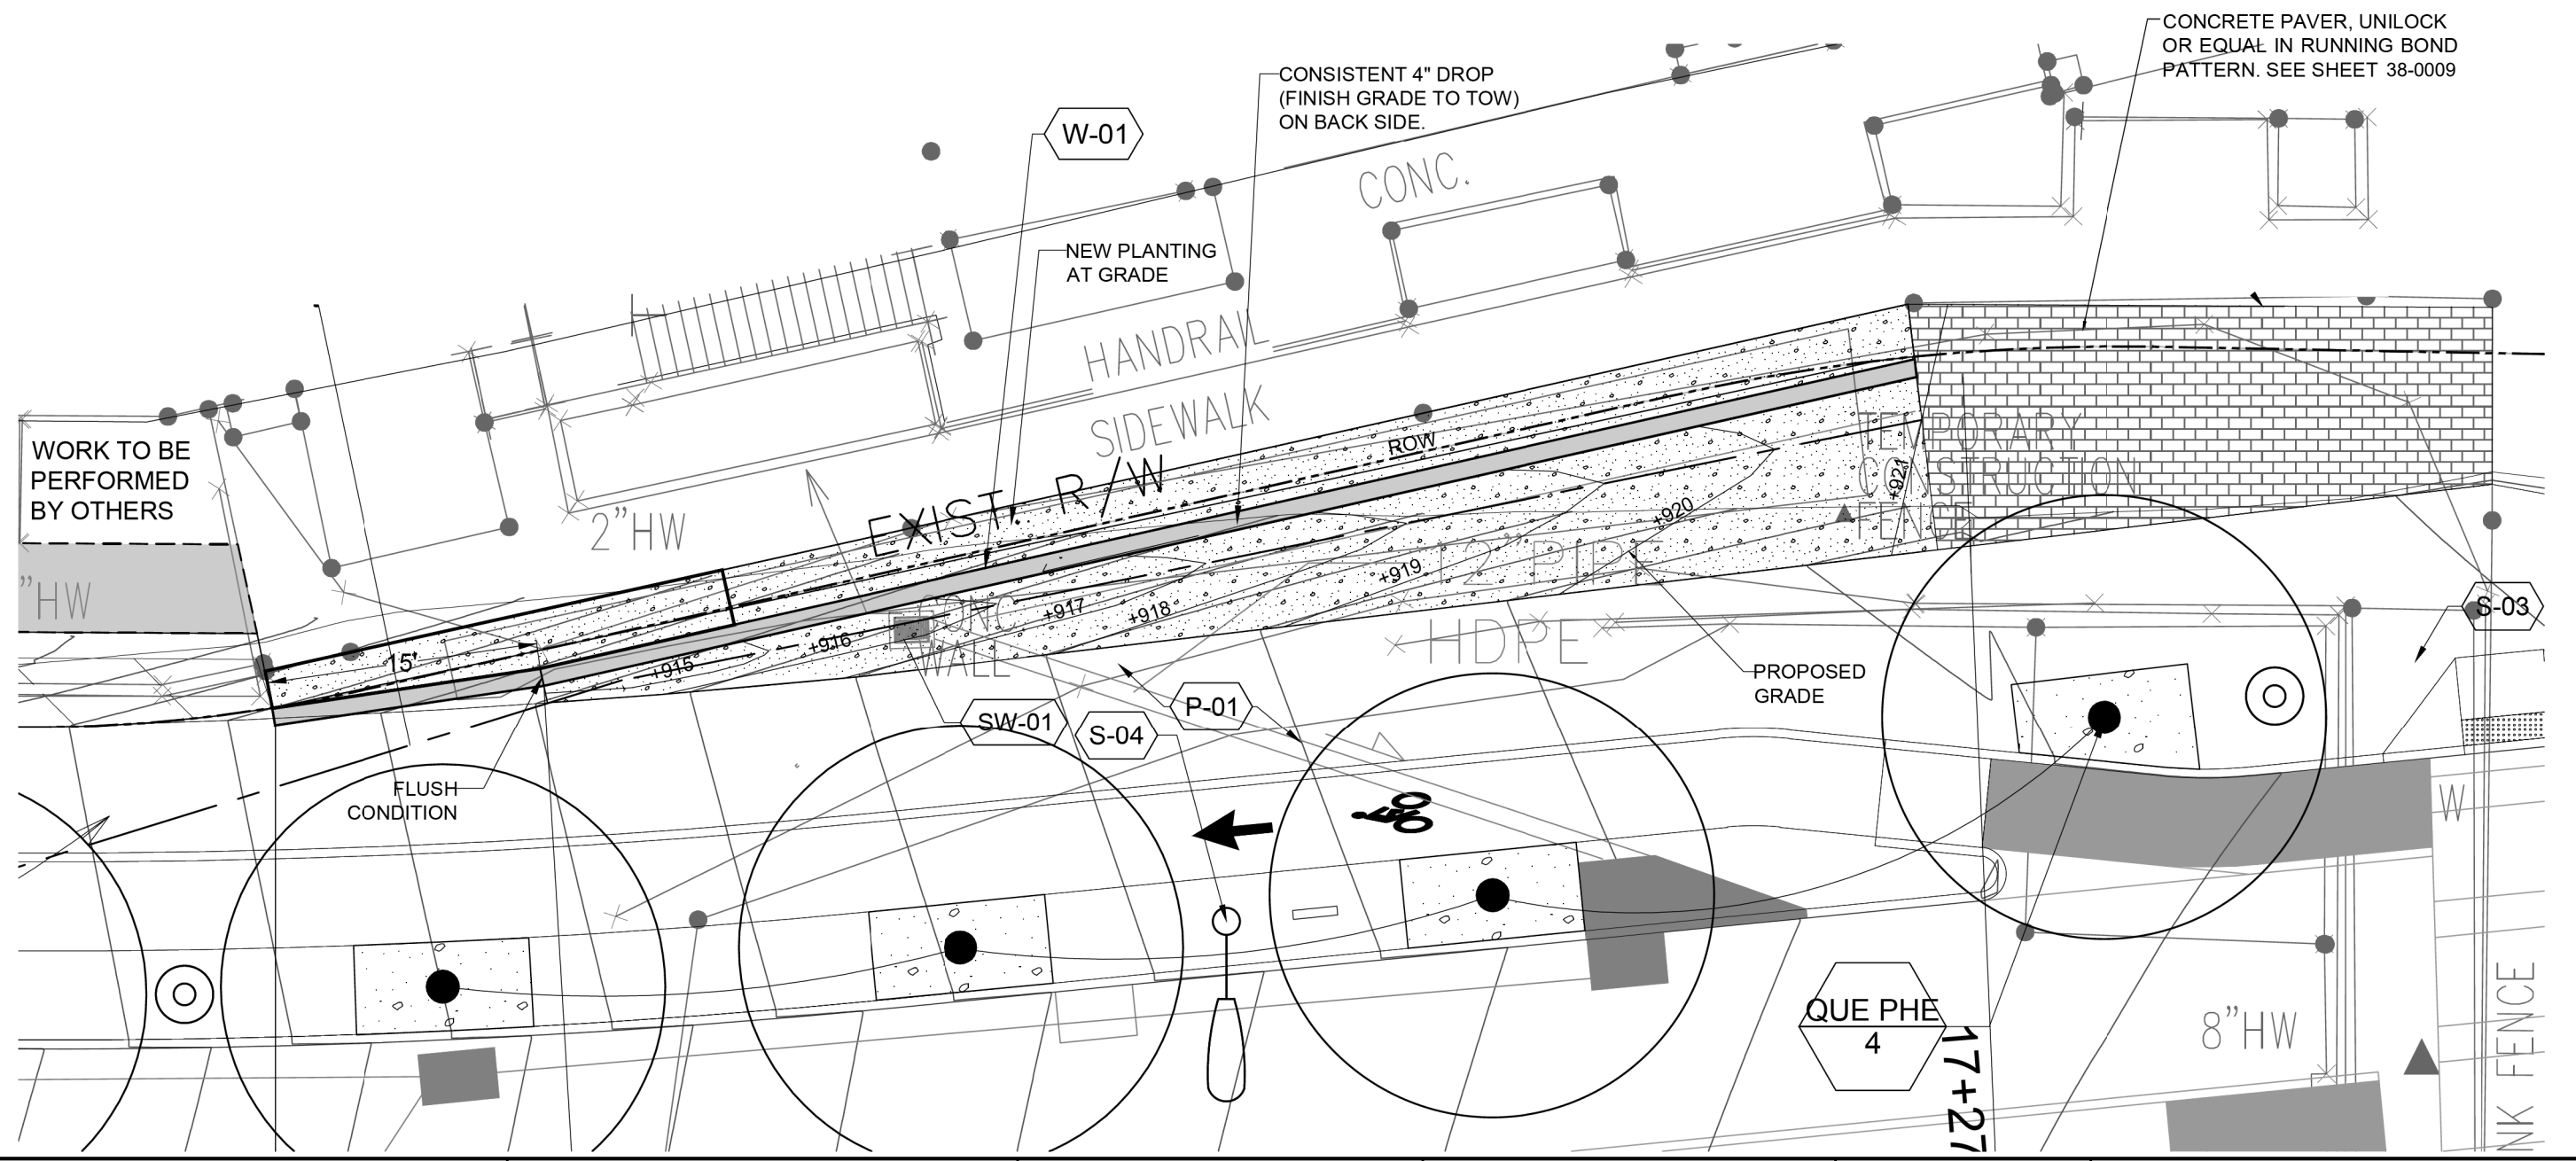 CONCRETE PAVER, UNILOCK
OR EQUAL IN RUNNING BOND
PATTERN. SEE SHEET 38-0009
CONSISTENT 4" DROP
(FINISH GRADE TO TOW)
ON BACK SIDE.
W-01
CONC.
NEW PLANTING
AT GRADE
HANDRAIL
SIDEWALK
WORK TO BE
PERFORMED
BY OTHERS
"HW
2"HW
EXIST. R/W
ROW
TEMPORARY
CONSTRUCTION
FENCE
+921
+920
+919
+918
+917
+916
+915
12"PIPE
HDPE
CONC
WALL
15'
S-03
PROPOSED
GRADE
P-01
SW-01
S-04
FLUSH
CONDITION
W
QUE PHE
4
17+27
8"HW
NK FENCE